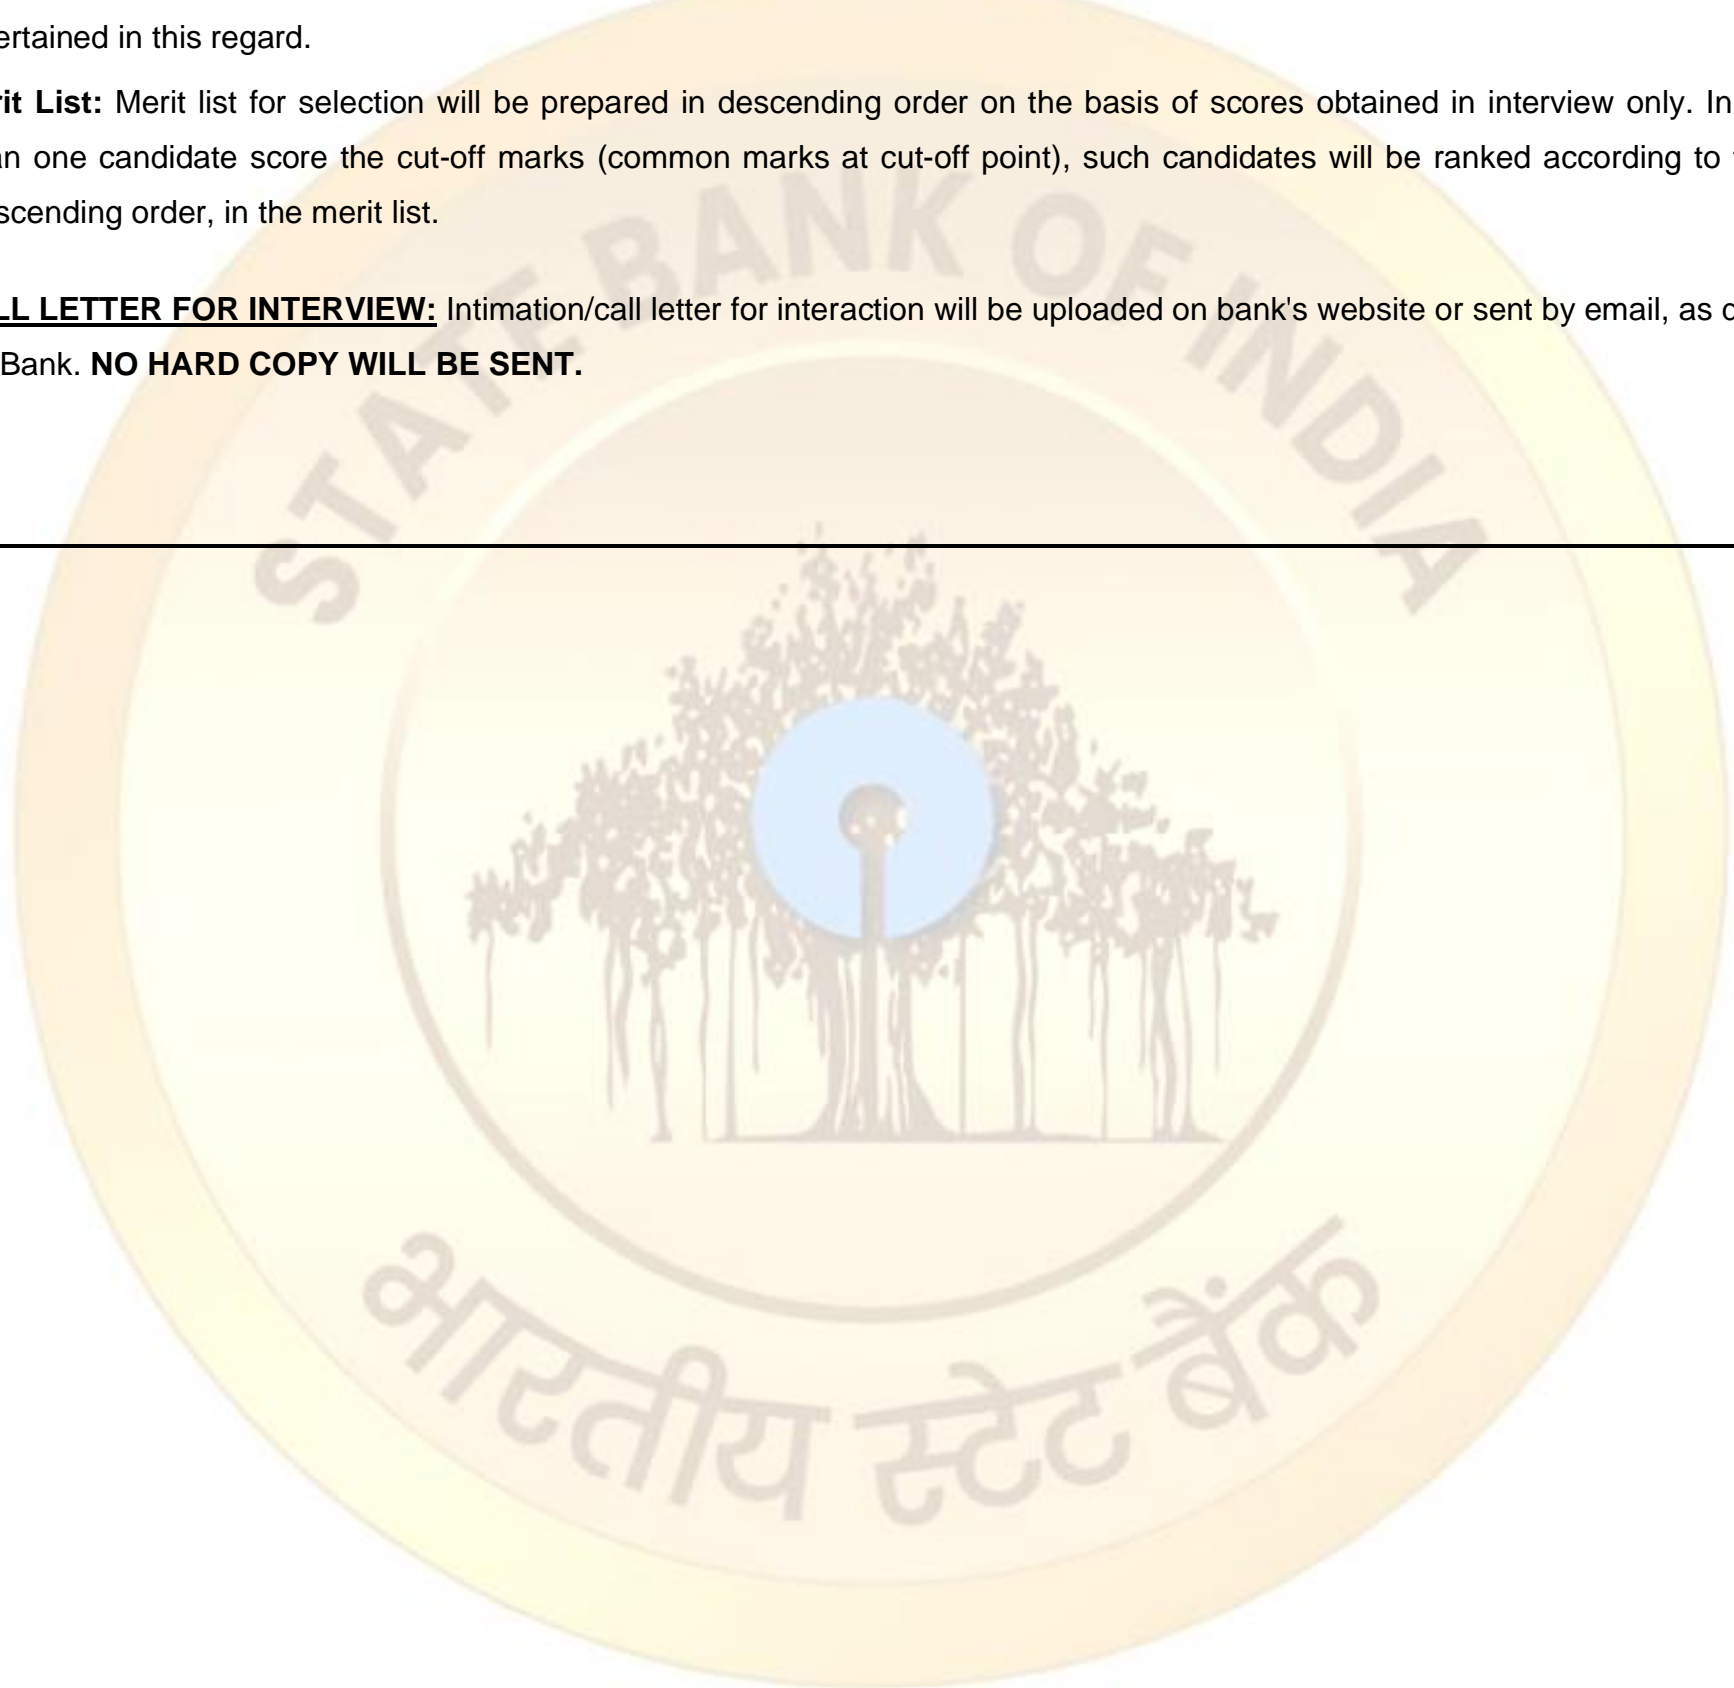 ertained in this regard.
rit List: Merit list for selection will be prepared in descending order on the basis of scores obtained in interview only. In
an one candidate score the cut-off marks (common marks at cut-off point), such candidates will be ranked according to
scending order, in the merit list.
LL LETTER FOR INTERVIEW: Intimation/call letter for interaction will be uploaded on bank's website or sent by email, as
Bank. NO HARD COPY WILL BE SENT.
STATE BANK OF INDIA
भारतीय स्टेट बैंक